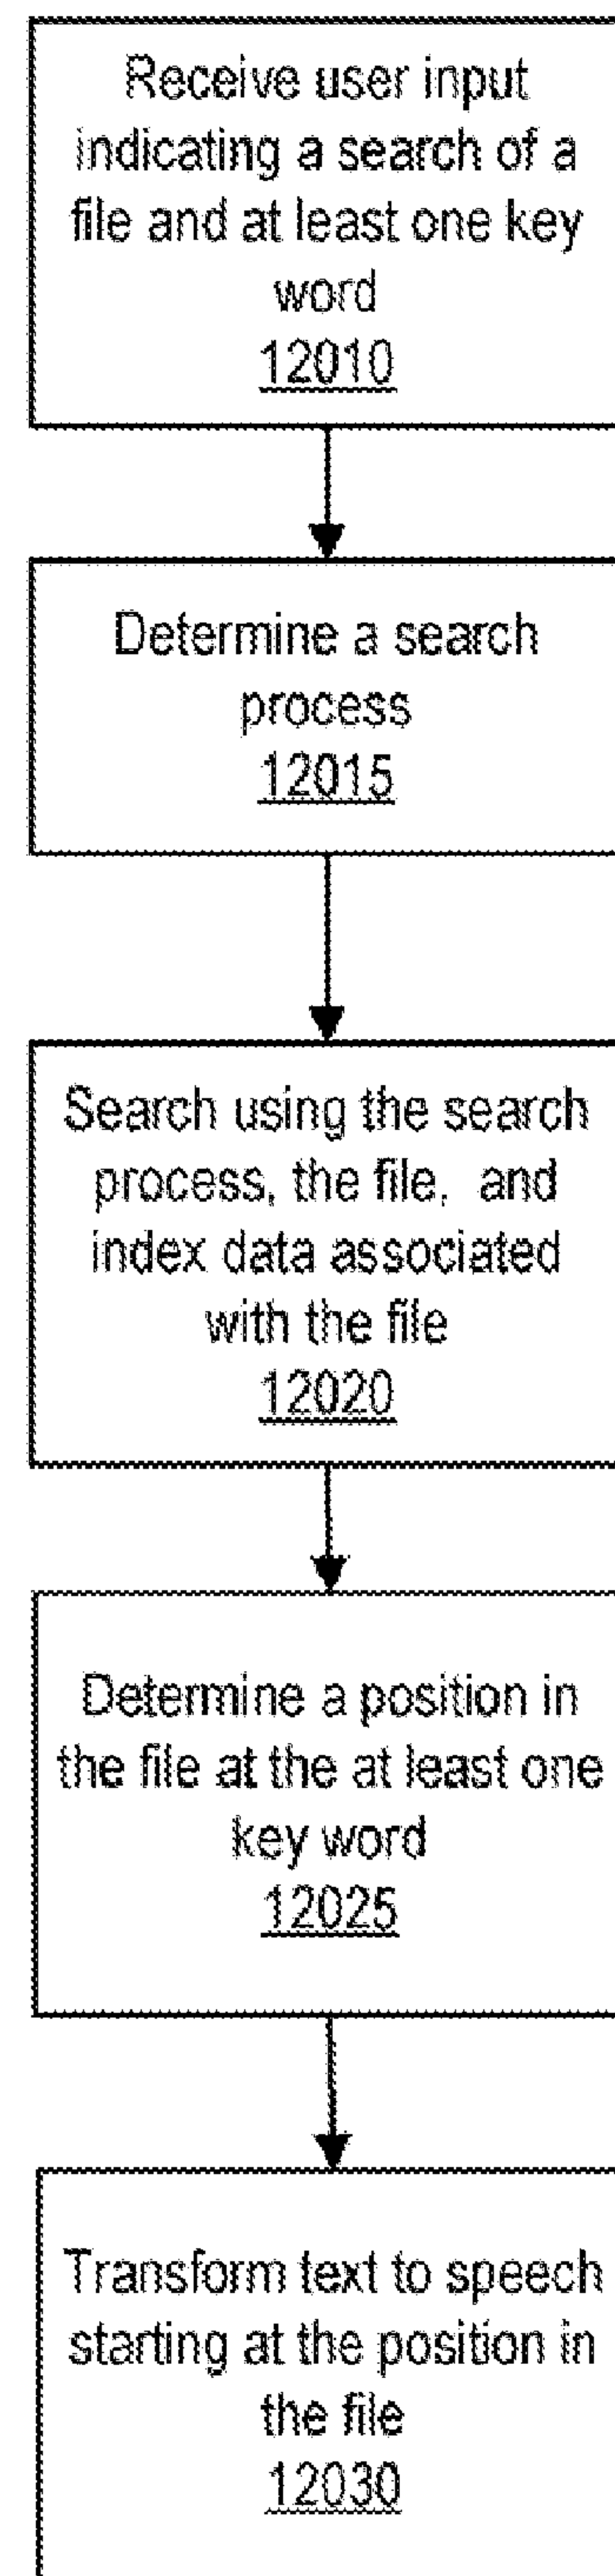 Receive user input
indicating a search of a
file and at least one key
word
12010
Determine a search
process
12015
Search using the search
process, the file, and
index data associated
with the file
12020
Determine a position in
the file at the at least one
key word
12025
Transform text to speech
starting at the position in
the file
12030